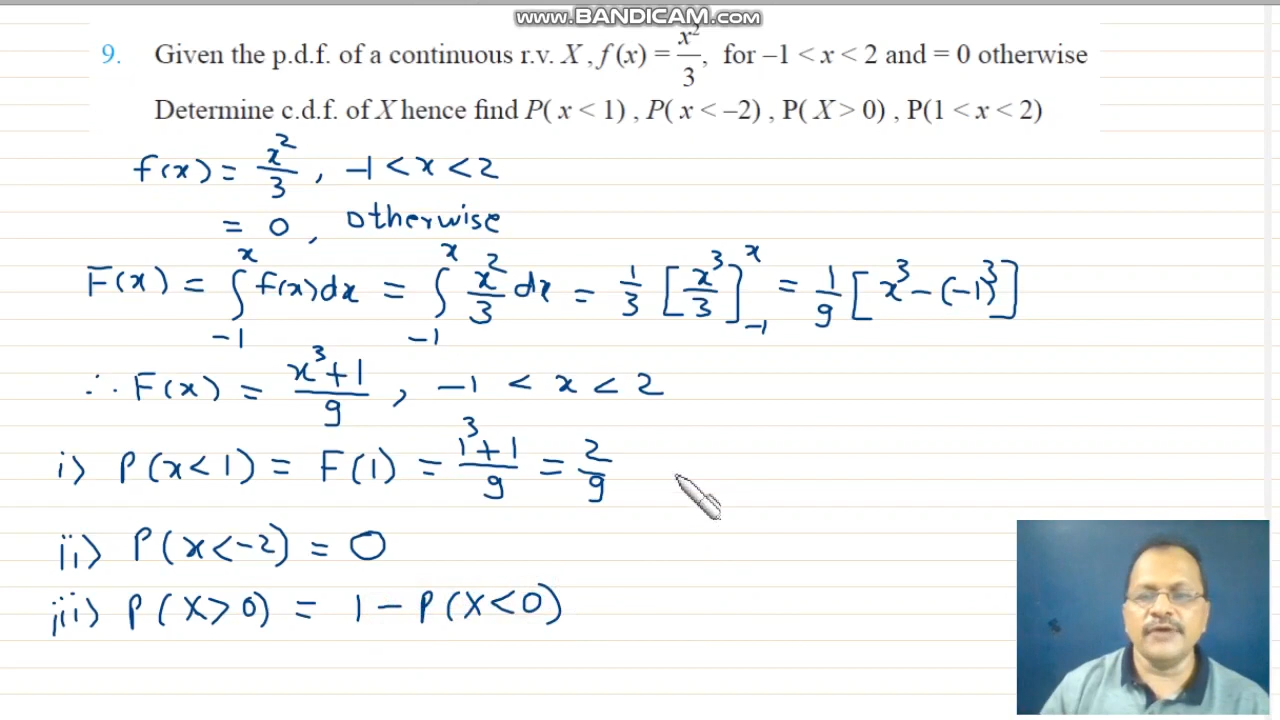 www.BANDICAM.com
9. Given the p.d.f. of a continuous r.v. X , f (x) = x²/3, for –1 < x < 2 and = 0 otherwise
Determine c.d.f. of X hence find P( x < 1) , P( x < –2) , P( X > 0) , P(1 < x < 2)
f(x) = x²/3 , -1 < x < 2
= 0 , otherwise
F(x) = ∫₋₁ˣ f(x)dx = ∫₋₁ˣ x²/3 dx = 1/3 [x³/3]₋₁ˣ = 1/9 [x³ - (-1)³]
∴ F(x) = (x³+1)/9 , -1 < x < 2
i) P(x<1) = F(1) = (1³+1)/9 = 2/9
ii) P(x<-2) = 0
iii) P(X>0) = 1 - P(X<0)